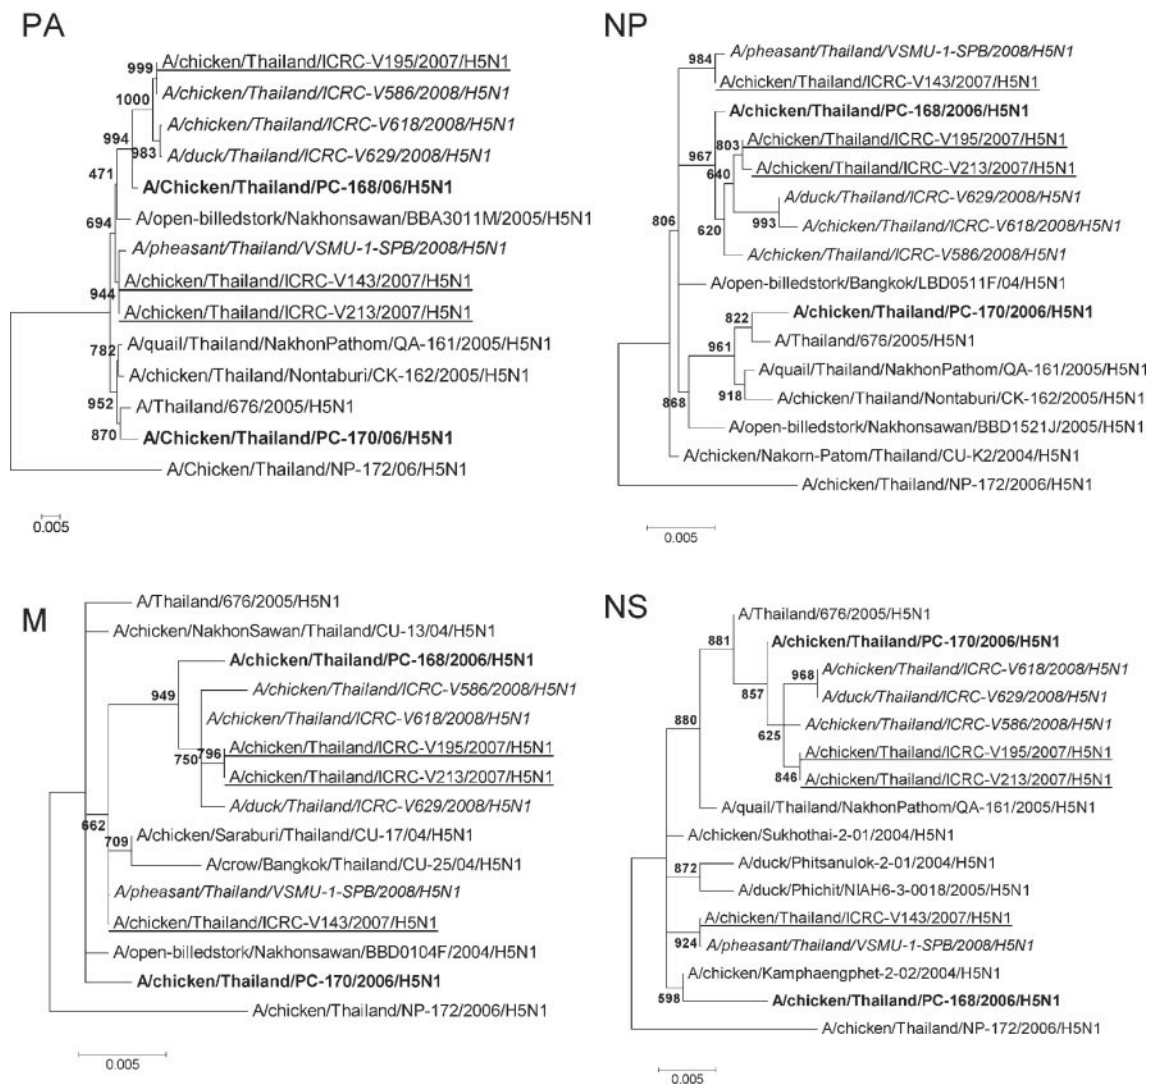 PA
999
A/chicken/Thailand/ICRC-V195/2007/H5N1
A/chicken/Thailand/ICRC-V586/2008/H5N1
1000
A/chicken/Thailand/ICRC-V618/2008/H5N1
994
983
A/duck/Thailand/ICRC-V629/2008/H5N1
471
A/Chicken/Thailand/PC-168/06/H5N1
694
A/open-billedstork/Nakhonsawan/BBA3011M/2005/H5N1
A/pheasant/Thailand/VSMU-1-SPB/2008/H5N1
A/chicken/Thailand/ICRC-V143/2007/H5N1
944
A/chicken/Thailand/ICRC-V213/2007/H5N1
782
A/quail/Thailand/NakhonPathom/QA-161/2005/H5N1
A/chicken/Thailand/Nontaburi/CK-162/2005/H5N1
952
A/Thailand/676/2005/H5N1
870
A/Chicken/Thailand/PC-170/06/H5N1
A/Chicken/Thailand/NP-172/06/H5N1
0.005
NP
984
A/pheasant/Thailand/VSMU-1-SPB/2008/H5N1
A/chicken/Thailand/ICRC-V143/2007/H5N1
A/chicken/Thailand/PC-168/2006/H5N1
803
A/chicken/Thailand/ICRC-V195/2007/H5N1
967
A/chicken/Thailand/ICRC-V213/2007/H5N1
640
A/duck/Thailand/ICRC-V629/2008/H5N1
806
993
A/chicken/Thailand/ICRC-V618/2008/H5N1
620
A/chicken/Thailand/ICRC-V586/2008/H5N1
A/open-billedstork/Bangkok/LBD0511F/04/H5N1
822
A/chicken/Thailand/PC-170/2006/H5N1
961
A/Thailand/676/2005/H5N1
A/quail/Thailand/NakhonPathom/QA-161/2005/H5N1
868
918
A/chicken/Thailand/Nontaburi/CK-162/2005/H5N1
A/open-billedstork/Nakhonsawan/BBD1521J/2005/H5N1
A/chicken/Nakorn-Patom/Thailand/CU-K2/2004/H5N1
A/chicken/Thailand/NP-172/2006/H5N1
0.005
M
A/Thailand/676/2005/H5N1
A/chicken/NakhonSawan/Thailand/CU-13/04/H5N1
A/chicken/Thailand/PC-168/2006/H5N1
949
A/chicken/Thailand/ICRC-V586/2008/H5N1
A/chicken/Thailand/ICRC-V618/2008/H5N1
750
796
A/chicken/Thailand/ICRC-V195/2007/H5N1
A/chicken/Thailand/ICRC-V213/2007/H5N1
A/duck/Thailand/ICRC-V629/2008/H5N1
662
709
A/chicken/Saraburi/Thailand/CU-17/04/H5N1
A/crow/Bangkok/Thailand/CU-25/04/H5N1
A/pheasant/Thailand/VSMU-1-SPB/2008/H5N1
A/chicken/Thailand/ICRC-V143/2007/H5N1
A/open-billedstork/Nakhonsawan/BBD0104F/2004/H5N1
A/chicken/Thailand/PC-170/2006/H5N1
A/chicken/Thailand/NP-172/2006/H5N1
0.005
NS
A/Thailand/676/2005/H5N1
881
A/chicken/Thailand/PC-170/2006/H5N1
968
A/chicken/Thailand/ICRC-V618/2008/H5N1
857
A/duck/Thailand/ICRC-V629/2008/H5N1
880
625
A/chicken/Thailand/ICRC-V586/2008/H5N1
A/chicken/Thailand/ICRC-V195/2007/H5N1
846
A/chicken/Thailand/ICRC-V213/2007/H5N1
A/quail/Thailand/NakhonPathom/QA-161/2005/H5N1
A/chicken/Sukhothai-2-01/2004/H5N1
872
A/duck/Phitsanulok-2-01/2004/H5N1
A/duck/Phichit/NIAH6-3-0018/2005/H5N1
A/chicken/Thailand/ICRC-V143/2007/H5N1
924
A/pheasant/Thailand/VSMU-1-SPB/2008/H5N1
A/chicken/Kamphaengphet-2-02/2004/H5N1
598
A/chicken/Thailand/PC-168/2006/H5N1
A/chicken/Thailand/NP-172/2006/H5N1
0.005